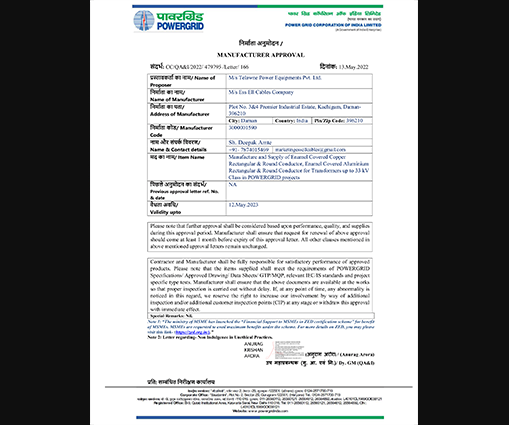 पावरग्रिड
POWERGRID
पावर ग्रिड कारपोरेशन ऑफ इंडिया लिमिटेड
(भारत सरकार का उद्यम)
POWER GRID CORPORATION OF INDIA LIMITED
(A Government of India Enterprise)
निर्माता अनुमोदन /
MANUFACTURER APPROVAL
संदर्भ: CC/QA&I/2022/ 479795 /Letter/ 166 दिनांक: 13.May.2022
प्रस्तावकर्ता का नाम/ Name of Proposer M/s Telawne Power Equipments Pvt. Ltd.
निर्माता का नाम/ Name of Manufacturer M/s Ess Ell Cables Company
निर्माता का पता/ Address of Manufacturer Plot No. 3&4 Premier Industrial Estate, Kachigam, Daman-396210
City: Daman Country: India Pin/Zip Code: 396210
निर्माता कोड/ Manufacturer Code 3000001590
नाम और संपर्क विवरण/ Name & Contact details Sh. Deepak Amte
मद का नाम/ Item Name Manufacture and Supply of Enamel Covered Copper
Rectangular & Round Conductor, Enamel Covered Aluminium
Rectangular & Round Conductor for Transformers up to 33 kV
Class in POWERGRID projects
पिछले अनुमोदन का संदर्भ/ Previous approval letter ref. No. & date NA
वैधता अवधि/ Validity upto 12.May.2023
Please note that further approval shall be considered based upon performance, quality, and supplies
during this approval period. Manufacturer shall ensure that request for renewal of above approval
should come at least 1 month before expiry of this approval letter. All other clauses mentioned in
above mentioned approval letters remain unchanged.
Contractor and Manufacturer shall be fully responsible for satisfactory performance of approved
products. Please note that the items supplied shall meet the requirements of POWERGRID
Specifications/ Approved Drawing/ Data Sheets/ GTP/MQP, relevant IEC/IS standards and project
specific type tests. Manufacturer shall ensure that the above documents are available at the works
so that proper inspection is carried out without delay. If, at any point of time, any abnormality is
noticed in this regard, we reserve the right to increase our involvement by way of additional
inspection and/or additional customer inspection points (CIP) at any stage or withdraw this approval
with immediate effect.
Special Remarks: NA
Note 1: "The ministry of MSME has launched the "Financial Support to MSMEs in ZED certification scheme" for benefit
of MSMEs. MSMEs are requested to avail maximum benefits under the scheme. For more details on ZED, you may please
visit this link- (https://zed.org.in/)."
Note 2: Letter regarding- Non Indulgence in Unethical Practices.
ANURAG
KRISHAN
ARORA
(अनुराग अरोरा/ (Anurag Arora)
उप महाप्रबन्धक (गु. आ. एवं नि.)/ Dy. GM (QA&I)
प्रति: सम्बंधित निरीक्षण कार्यालय
Website: www.powergridindia.com